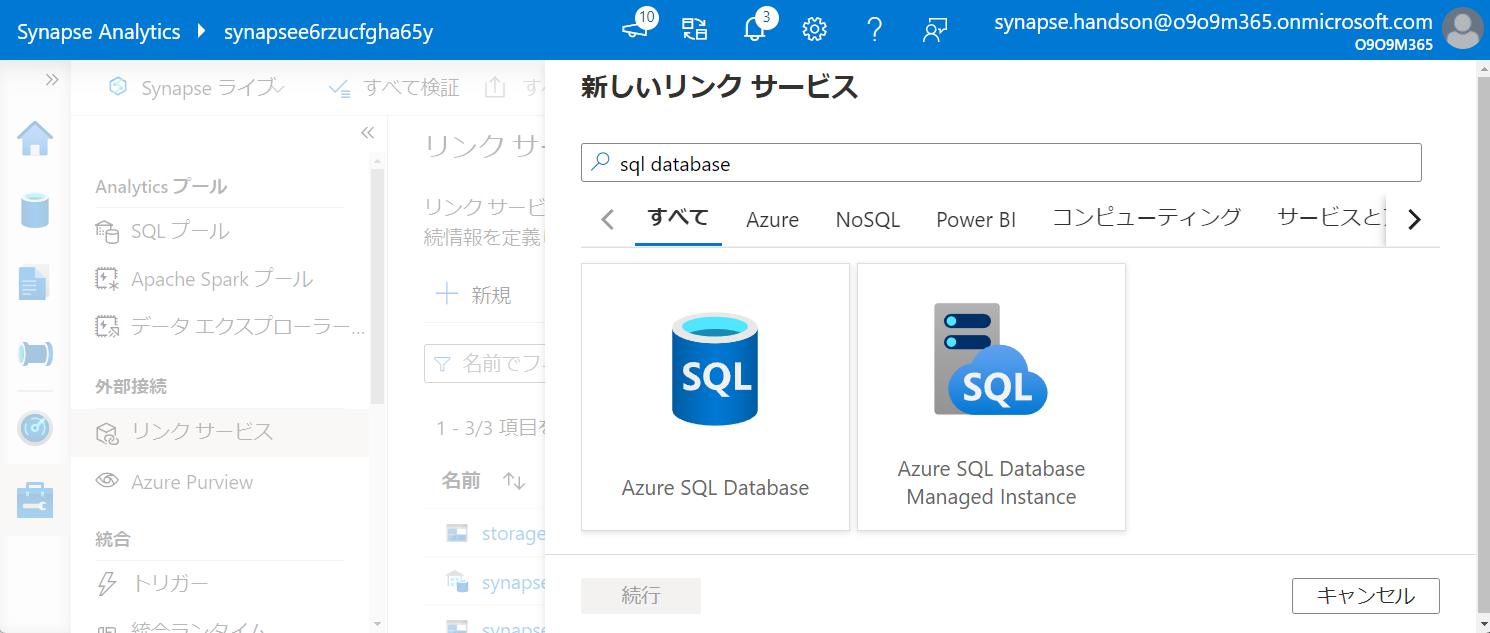 Synapse Analytics
synapsee6rzucfgha65y
10
3
synapse.handson@o9o9m365.onmicrosoft.com
O9O9M365
Synapse ライブ
すべて検証
Analytics プール
SQL プール
Apache Spark プール
データ エクスプローラー...
外部接続
リンク サービス
Azure Purview
統合
トリガー
統合ランタイム
リンク サー
リンク サービ
続情報を定義
新規
名前でフ
1 - 3/3 項目を
名前
storage
synapse
synapse
新しいリンク サービス
sql database
すべて
Azure
NoSQL
Power BI
コンピューティング
サービスと
SQL
Azure SQL Database
SQL
Azure SQL Database
Managed Instance
続行
キャンセル